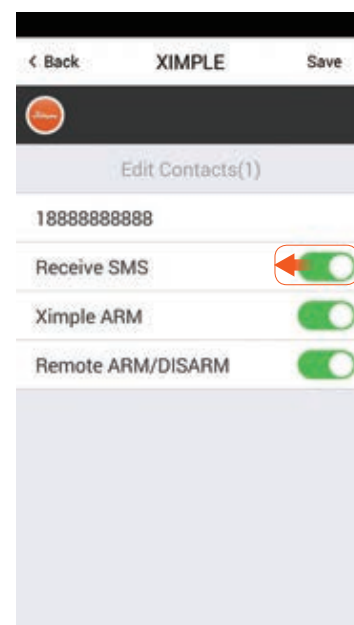 < Back XIMPLE Save
Edit Contacts(1)
18888888888
Receive SMS
Ximple ARM
Remote ARM/DISARM